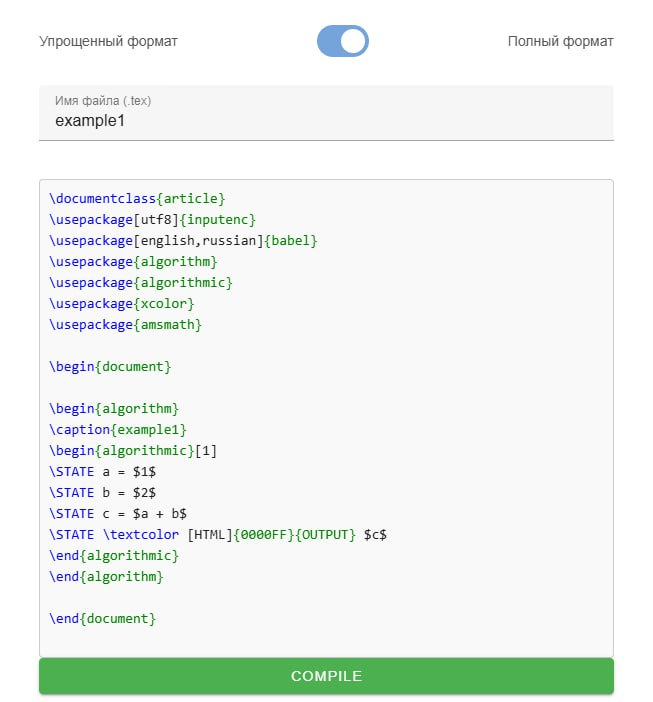 Упрощенный формат
Полный формат
Имя файла (.tex)
example1
\documentclass{article}
\usepackage[utf8]{inputenc}
\usepackage[english,russian]{babel}
\usepackage{algorithm}
\usepackage{algorithmic}
\usepackage{xcolor}
\usepackage{amsmath}
\begin{document}
\begin{algorithm}
\caption{example1}
\begin{algorithmic}[1]
\STATE a = $1$
\STATE b = $2$
\STATE c = $a + b$
\STATE \textcolor [HTML]{0000FF}{OUTPUT} $c$
\end{algorithmic}
\end{algorithm}
\end{document}
COMPILE